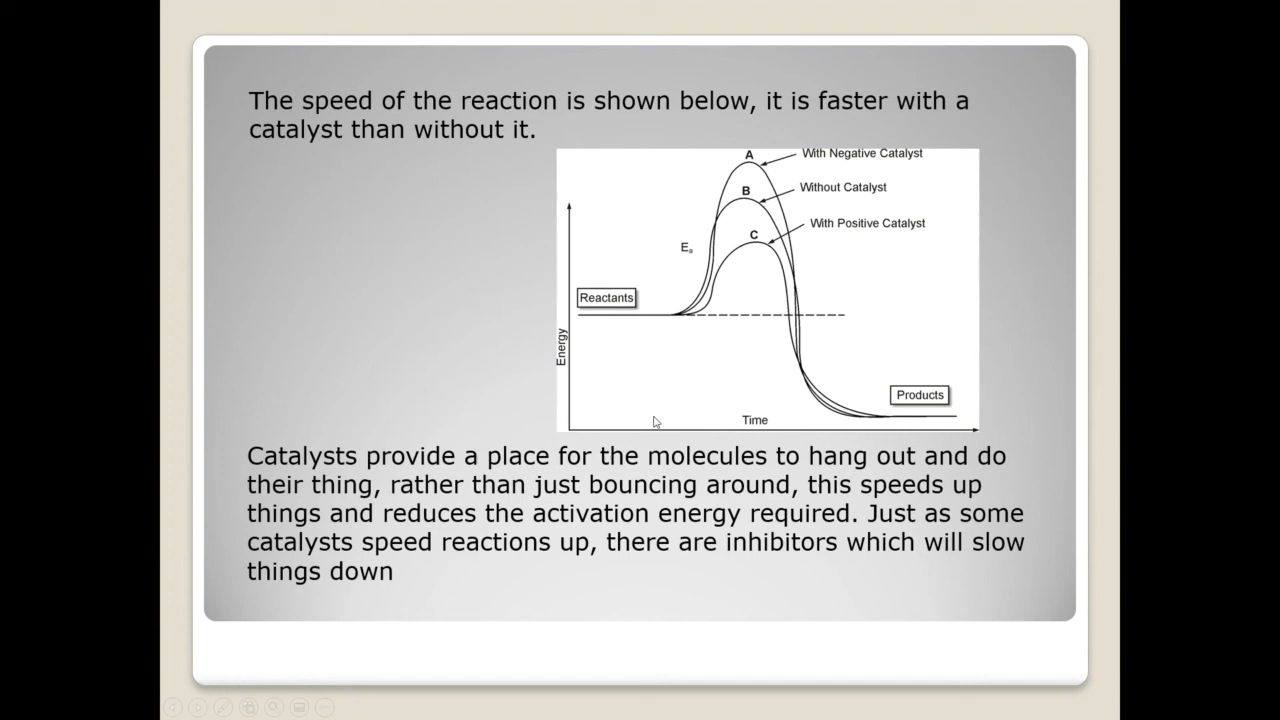 The speed of the reaction is shown below, it is faster with a
catalyst than without it.
A
With Negative Catalyst
B
Without Catalyst
C
With Positive Catalyst
Ea
Reactants
Energy
Products
Time
Catalysts provide a place for the molecules to hang out and do
their thing, rather than just bouncing around, this speeds up
things and reduces the activation energy required. Just as some
catalysts speed reactions up, there are inhibitors which will slow
things down